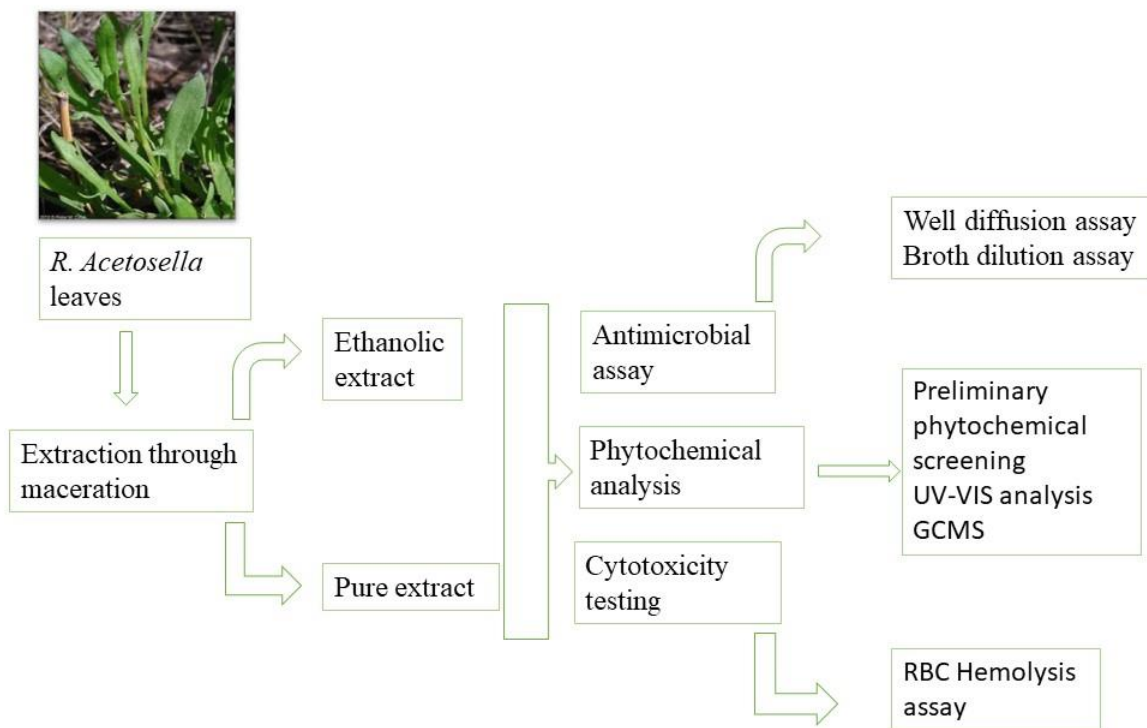 R. Acetosella
leaves
Extraction through
maceration
Ethanolic
extract
Pure extract
Antimicrobial
assay
Phytochemical
analysis
Cytotoxicity
testing
Well diffusion assay
Broth dilution assay
Preliminary
phytochemical
screening
UV-VIS analysis
GCMS
RBC Hemolysis
assay